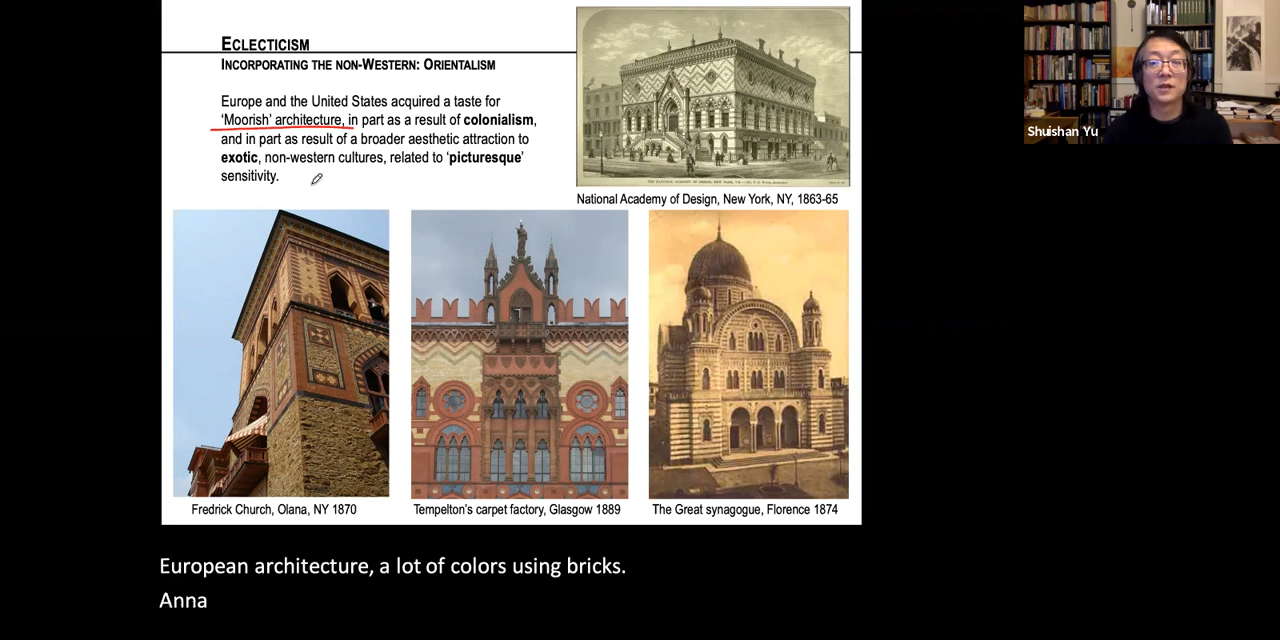 ECLECTICISM
INCORPORATING THE NON-WESTERN: ORIENTALISM
Europe and the United States acquired a taste for
'Moorish' architecture, in part as a result of colonialism,
and in part as result of a broader aesthetic attraction to
exotic, non-western cultures, related to 'picturesque'
sensitivity.
National Academy of Design, New York, NY, 1863-65
Fredrick Church, Olana, NY 1870
Tempelton's carpet factory, Glasgow 1889
The Great synagogue, Florence 1874
Shuishan Yu
European architecture, a lot of colors using bricks.
Anna